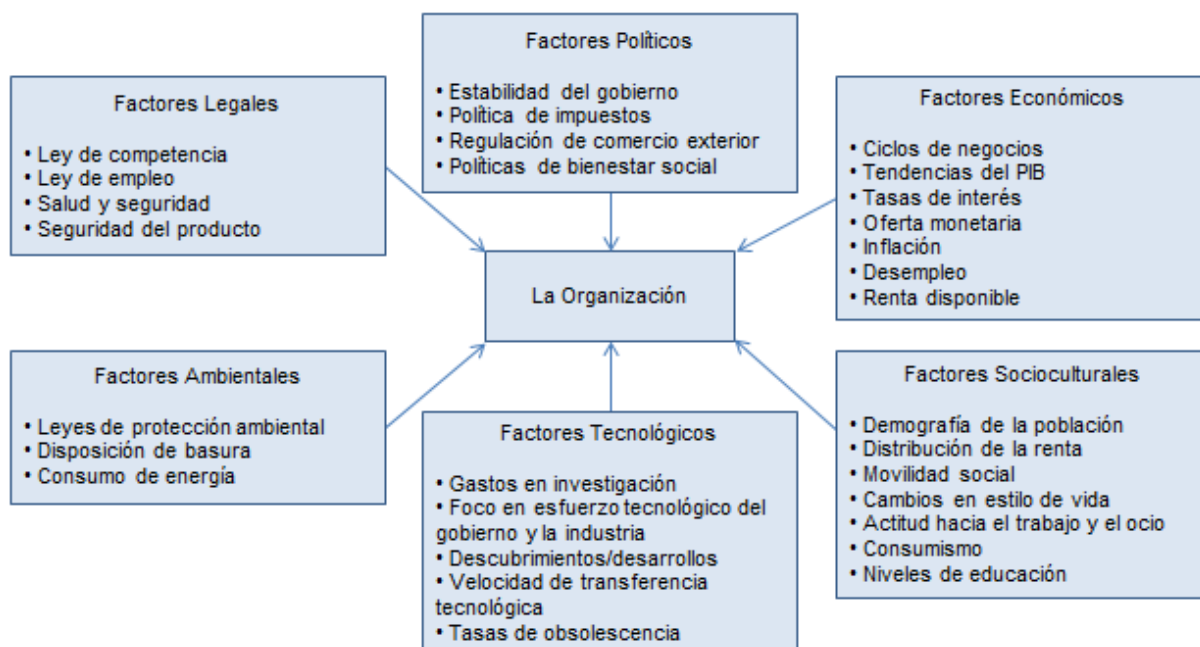 Factores Políticos
• Estabilidad del gobierno
• Política de impuestos
• Regulación de comercio exterior
• Políticas de bienestar social
Factores Legales
• Ley de competencia
• Ley de empleo
• Salud y seguridad
• Seguridad del producto
Factores Económicos
• Ciclos de negocios
• Tendencias del PIB
• Tasas de interés
• Oferta monetaria
• Inflación
• Desempleo
• Renta disponible
La Organización
Factores Ambientales
• Leyes de protección ambiental
• Disposición de basura
• Consumo de energía
Factores Tecnológicos
• Gastos en investigación
• Foco en esfuerzo tecnológico del
gobierno y la industria
• Descubrimientos/desarrollos
• Velocidad de transferencia
tecnológica
• Tasas de obsolescencia
Factores Socioculturales
• Demografía de la población
• Distribución de la renta
• Movilidad social
• Cambios en estilo de vida
• Actitud hacia el trabajo y el ocio
• Consumismo
• Niveles de educación